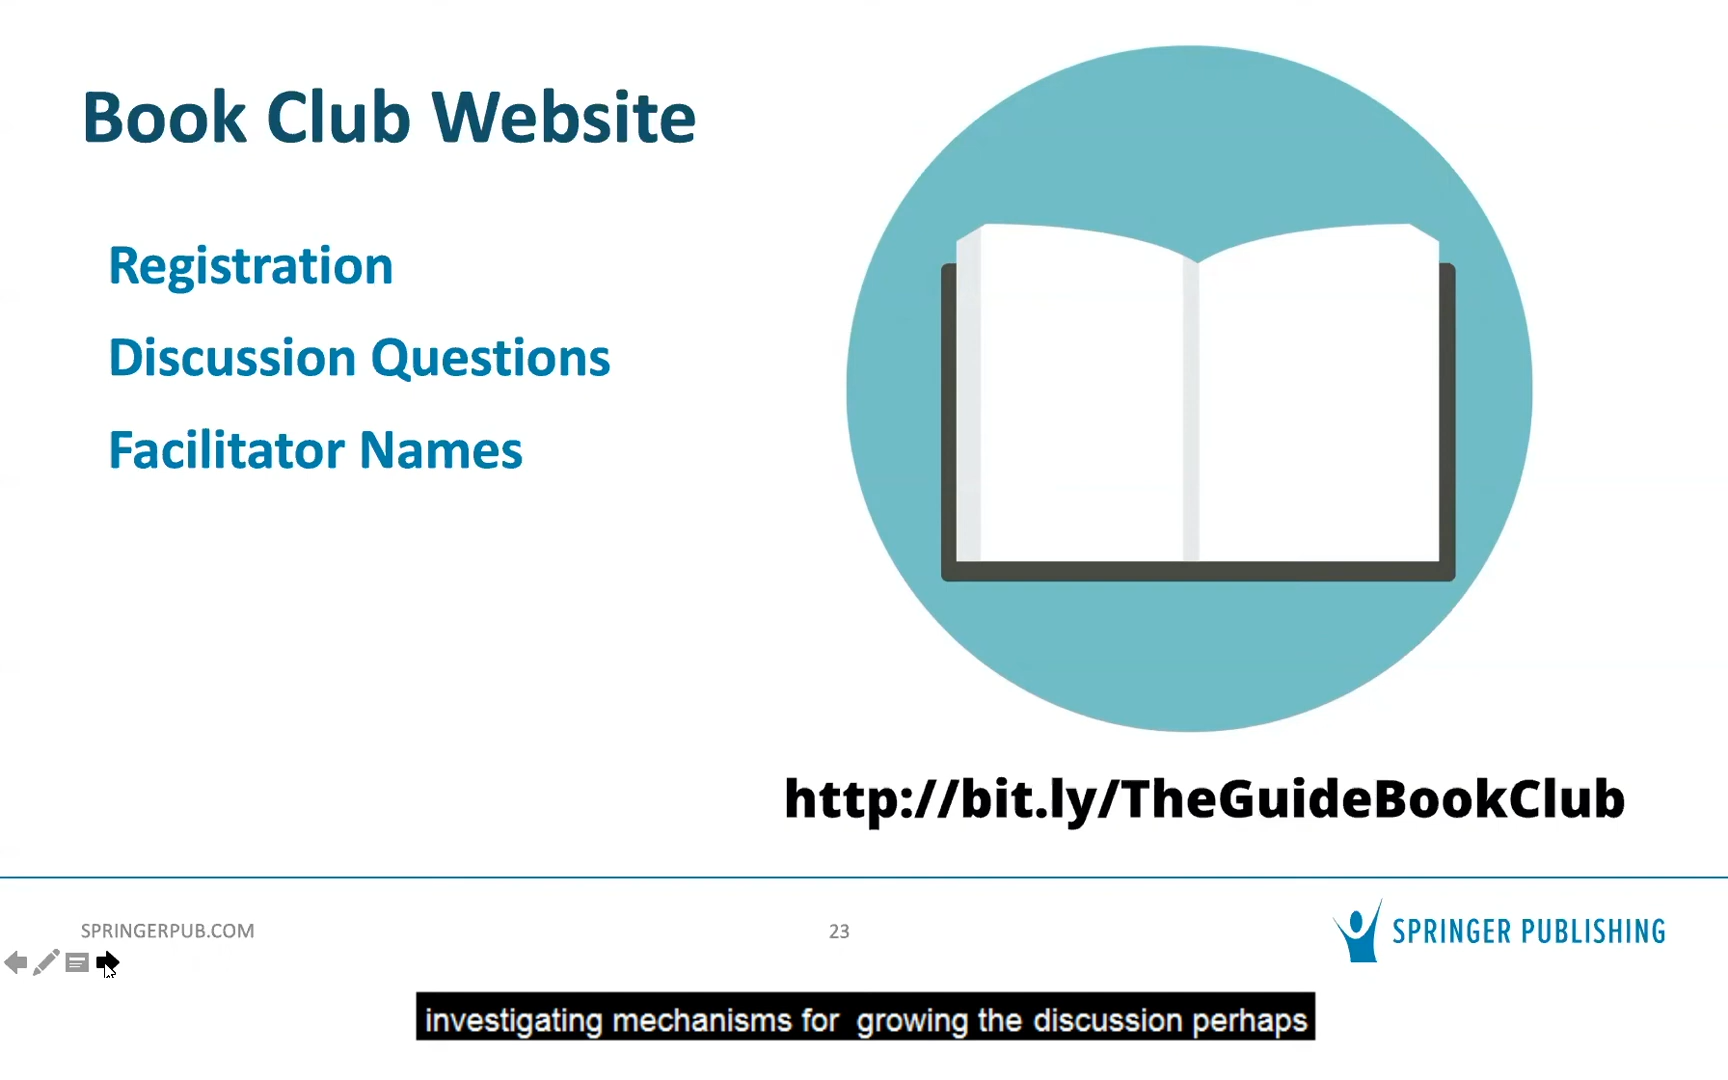 Book Club Website
Registration
Discussion Questions
Facilitator Names
http://bit.ly/TheGuideBookClub
SPRINGERPUB.COM
23
SPRINGER PUBLISHING
investigating mechanisms for growing the discussion perhaps